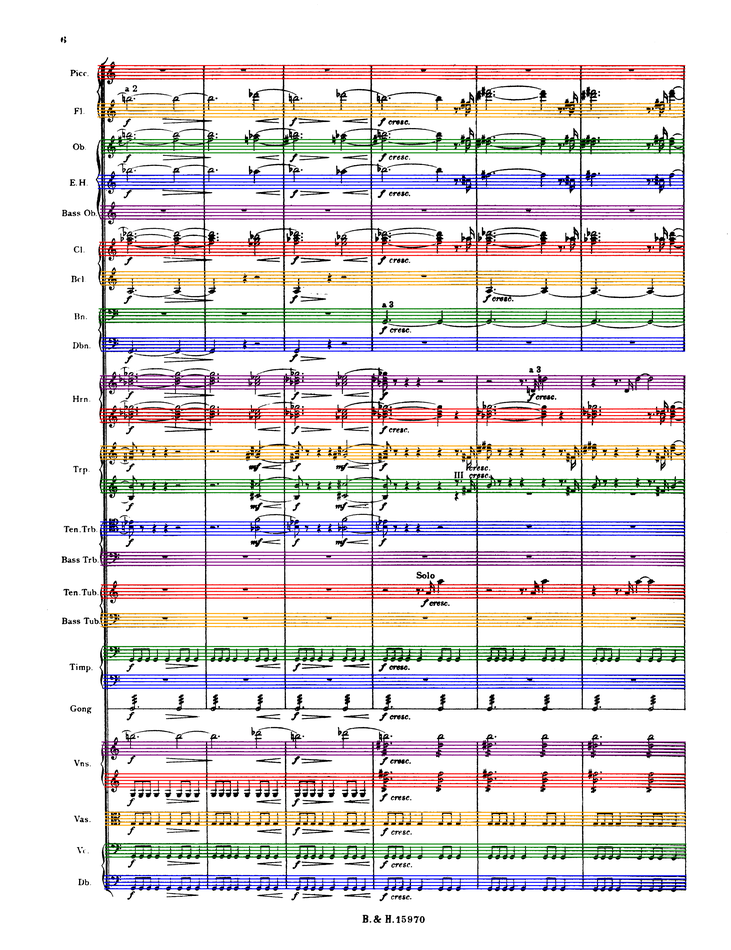 6
Picc.
a 2
Fl.
f f f cresc.
Ob.
f f f cresc.
E.H.
f f f cresc.
Bass Ob.
Cl.
f f f cresc.
Bcl
f f f cresc.
a 3
Bn.
f cresc.
Dbn.
f f
a 3
Hrn.
f f f cresc.
f f f cresc.
Trp.
f mf f mf f cresc.
III cresc.
f mf f mf f
Ten.Trb.
f mf f mf f
Bass Trb.
Solo
Ten.Tub.
f cresc.
Bass Tub.
Timp.
f f f cresc.
Gong
f f f cresc.
Vns.
f f f cresc.
f f f cresc.
Vas.
f f f cresc.
Vc.
f f f cresc.
Db.
f f f cresc.
B. & H. 15970